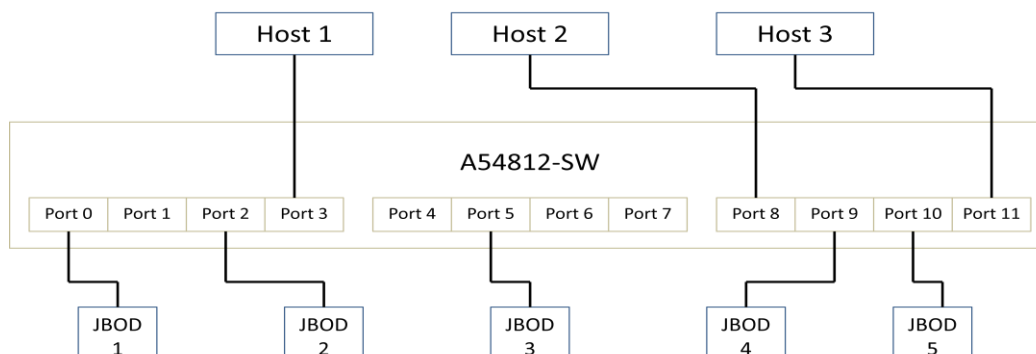 Host 1
Host 2
Host 3
A54812-SW
Port 0
Port 1
Port 2
Port 3
Port 4
Port 5
Port 6
Port 7
Port 8
Port 9
Port 10
Port 11
JBOD
1
JBOD
2
JBOD
3
JBOD
4
JBOD
5